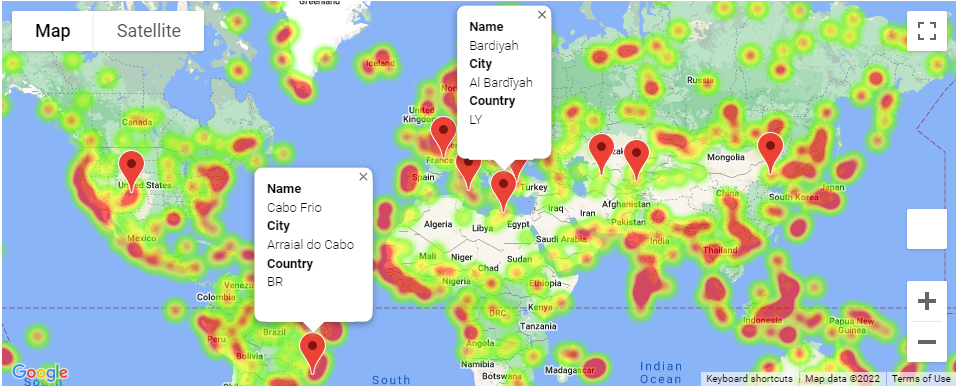 Map
Satellite
Greenland
Iceland
Russia
Canada
United
Kingdom
France
Spain
Turkey
Mongolia
United States
Mexico
Name
Bardiyah
City
Al Bardīyah
Country
LY
Name
Cabo Frio
City
Arraial do Cabo
Country
BR
China
Japan
South Korea
Afghanistan
Pakistan
Iraq
Iran
India
Thailand
Saudi Arabia
Algeria
Libya
Egypt
Mali
Niger
Chad
Sudan
Nigeria
Ethiopia
Kenya
DRC
Tanzania
Angola
Namibia
Botswana
Madagascar
Indonesia
Papua New
Guinea
Colombia
Peru
Brazil
Bolivia
South
Indian
Ocean
Google
Keyboard shortcuts
Map data ©2022
Terms of Use